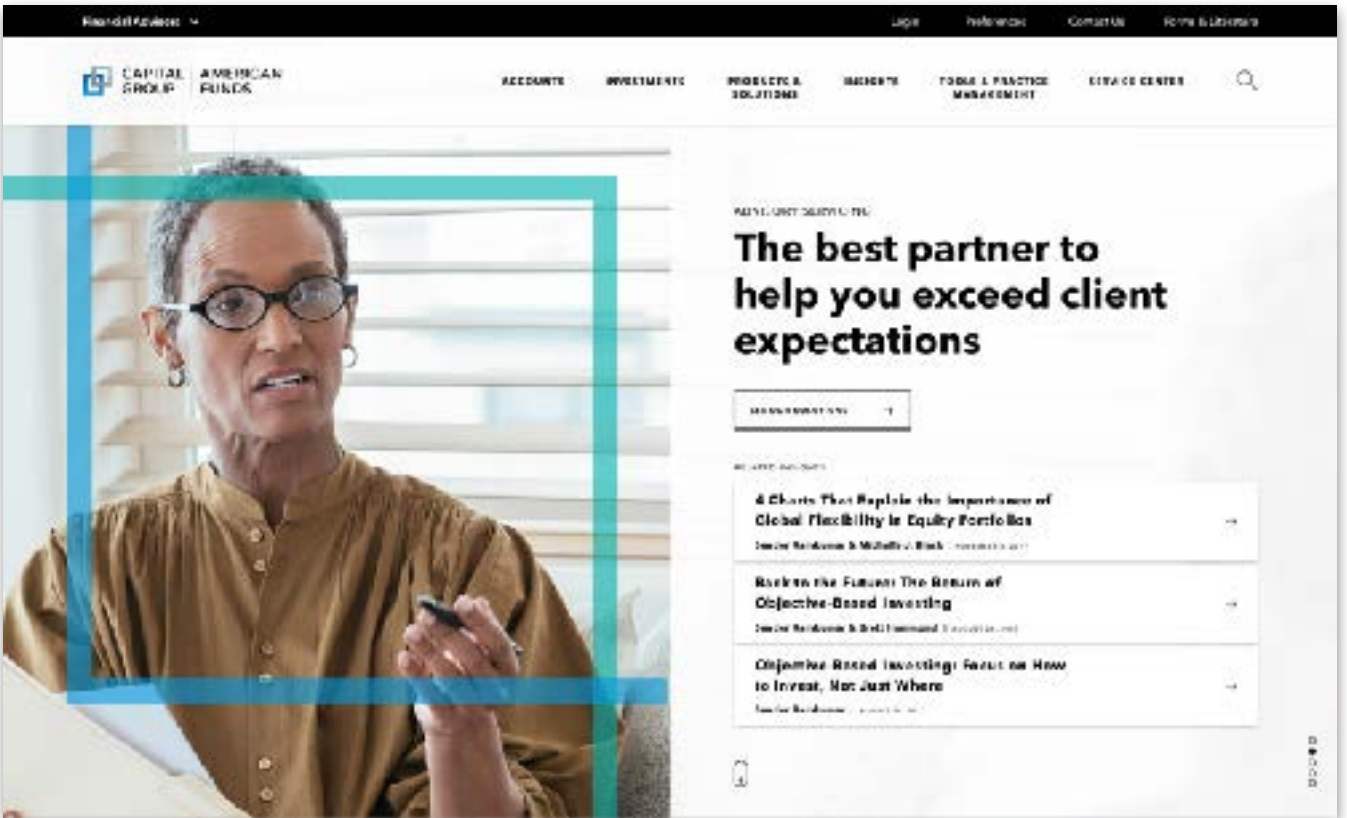 Financial Advisors
Login Preferences Contact Us Forms & Literature
CAPITAL GROUP | AMERICAN FUNDS
ACCOUNTS
INVESTMENTS
PRODUCTS &
SOLUTIONS
INSIGHTS
TOOLS & PRACTICE
MANAGEMENT
SERVICE CENTER
The best partner to
help you exceed client
expectations
RELATED INSIGHTS
4 Charts That Explain the Importance of
Global Flexibility in Equity Portfolios
Back to the Future: The Return of
Objective-Based Investing
Objective-Based Investing: Focus on How
to Invest, Not Just Where